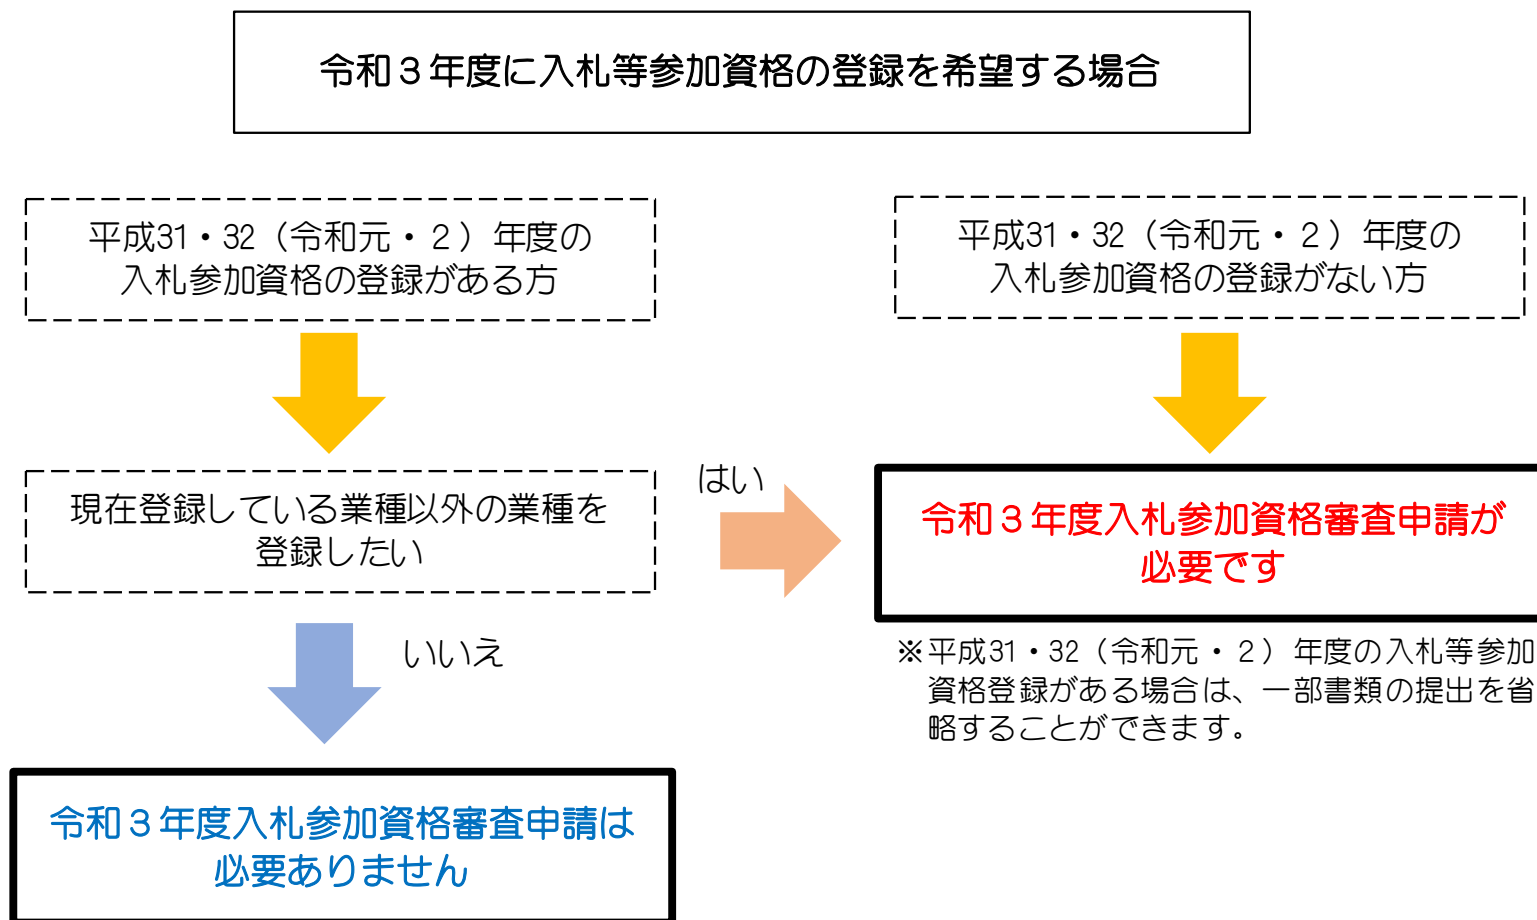 令和３年度に入札等参加資格の登録を希望する場合
平成31・32（令和元・２）年度の
入札参加資格の登録がある方
平成31・32（令和元・２）年度の
入札参加資格の登録がない方
現在登録している業種以外の業種を
登録したい
はい
令和３年度入札参加資格審査申請が
必要です
いいえ
※平成31・32（令和元・２）年度の入札等参加
資格登録がある場合は、一部書類の提出を省
略することができます。
令和３年度入札参加資格審査申請は
必要ありません